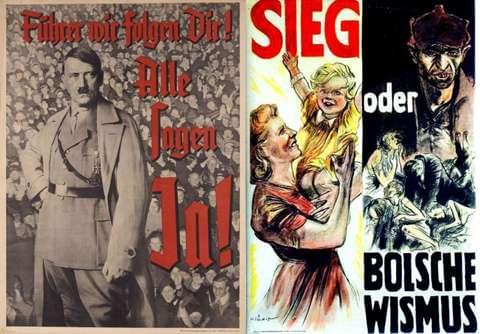 Führer wir folgen Dir!
Alle
sagen
Ja!
SIEG
oder
BOLSCHE
WISMUS